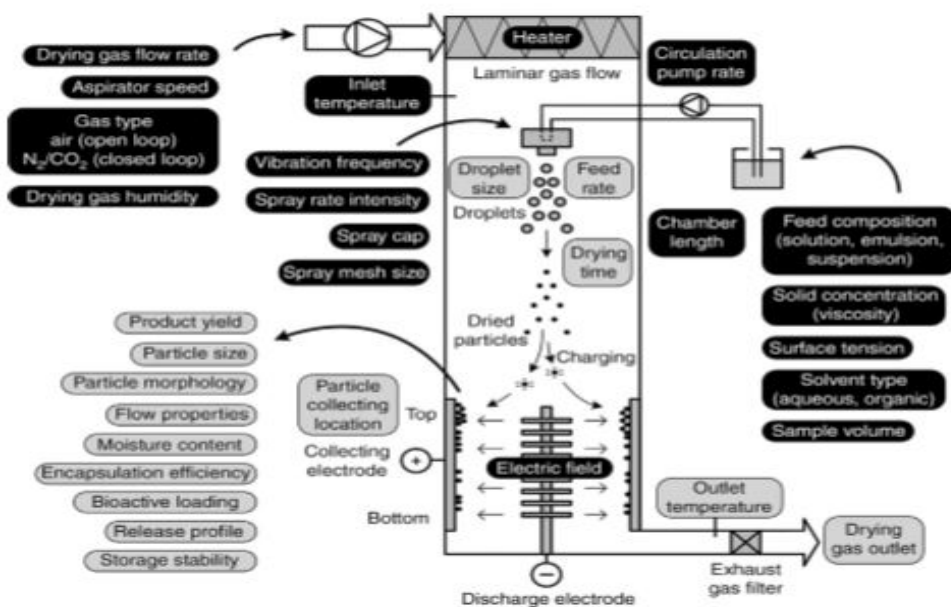 Drying gas flow rate
Aspirator speed
Gas type
air (open loop)
N2/CO2 (closed loop)
Drying gas humidity
Heater
Laminar gas flow
Inlet
temperature
Circulation
pump rate
Vibration frequency
Spray rate intensity
Spray cap
Spray mesh size
Droplet
size
Feed
rate
Droplets
Drying
time
Chamber
length
Feed composition
(solution, emulsion,
suspension)
Solid concentration
(viscosity)
Surface tension
Solvent type
(aqueous, organic)
Sample volume
Dried
particles
Charging
Product yield
Particle size
Particle morphology
Flow properties
Moisture content
Encapsulation efficiency
Bioactive loading
Release profile
Storage stability
Particle
collecting
location
Top
Collecting
electrode
+
Bottom
Electric field
Outlet
temperature
Drying
gas outlet
Exhaust
gas filter
−
Discharge electrode